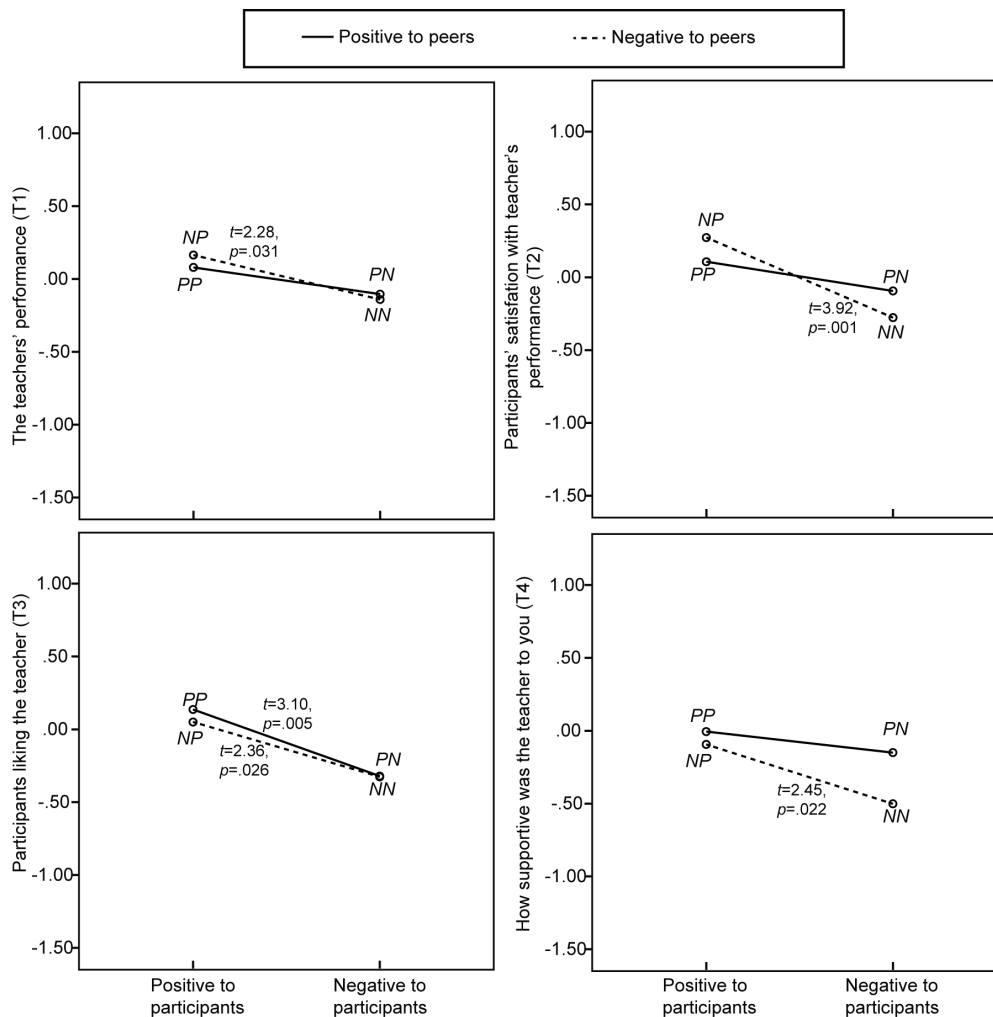 Positive to peers
Negative to peers
The teachers' performance (T1)
1.00
.50
.00
-.50
-1.00
-1.50
NP
t=2.28,
p=.031
PP
PN
NN
Participants' satisfation with teacher's
performance (T2)
1.00
.50
.00
-.50
-1.00
-1.50
NP
PP
PN
t=3.92,
p=.001
NN
Participants liking the teacher (T3)
1.00
.50
.00
-.50
-1.00
-1.50
PP
t=3.10,
p=.005
NP
t=2.36,
p=.026
PN
NN
Positive to
participants
Negative to
participants
How supportive was the teacher to you (T4)
1.00
.50
.00
-.50
-1.00
-1.50
PP
PN
NP
t=2.45,
p=.022
NN
Positive to
participants
Negative to
participants